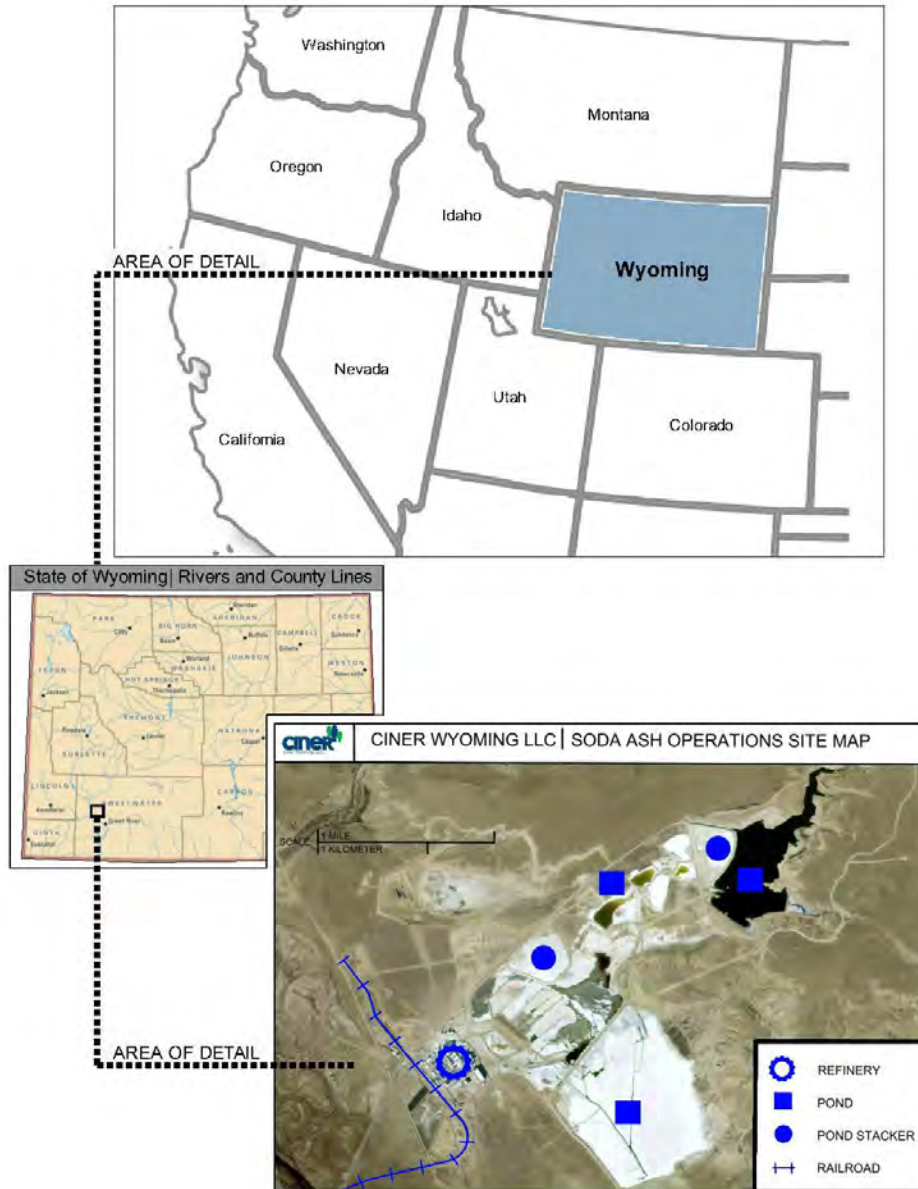 Washington
Montana
Oregon
Idaho
AREA OF DETAIL
Wyoming
Nevada
Utah
Colorado
California
State of Wyoming| Rivers and County Lines
PARK
Cody
BIG HORN
Basin
SHERIDAN
Sheridan
Buffalo
CAMPBELL
Gillette
CROOK
Sundance
JOHNSON
WESTON
Newcastle
TETON
Jackson
Worland
WASHAKIE
HOT SPRINGS
Thermopolis
FREMONT
Lander
NATRONA
Casper
Pinedale
SUBLETTE
LINCOLN
Kemmerer
SWEETWATER
Green River
CARBON
Rawlins
UINTA
Evanston
CINER
CINER WYOMING LLC | SODA ASH OPERATIONS SITE MAP
SCALE
1 MILE
1 KILOMETER
AREA OF DETAIL
REFINERY
POND
POND STACKER
RAILROAD